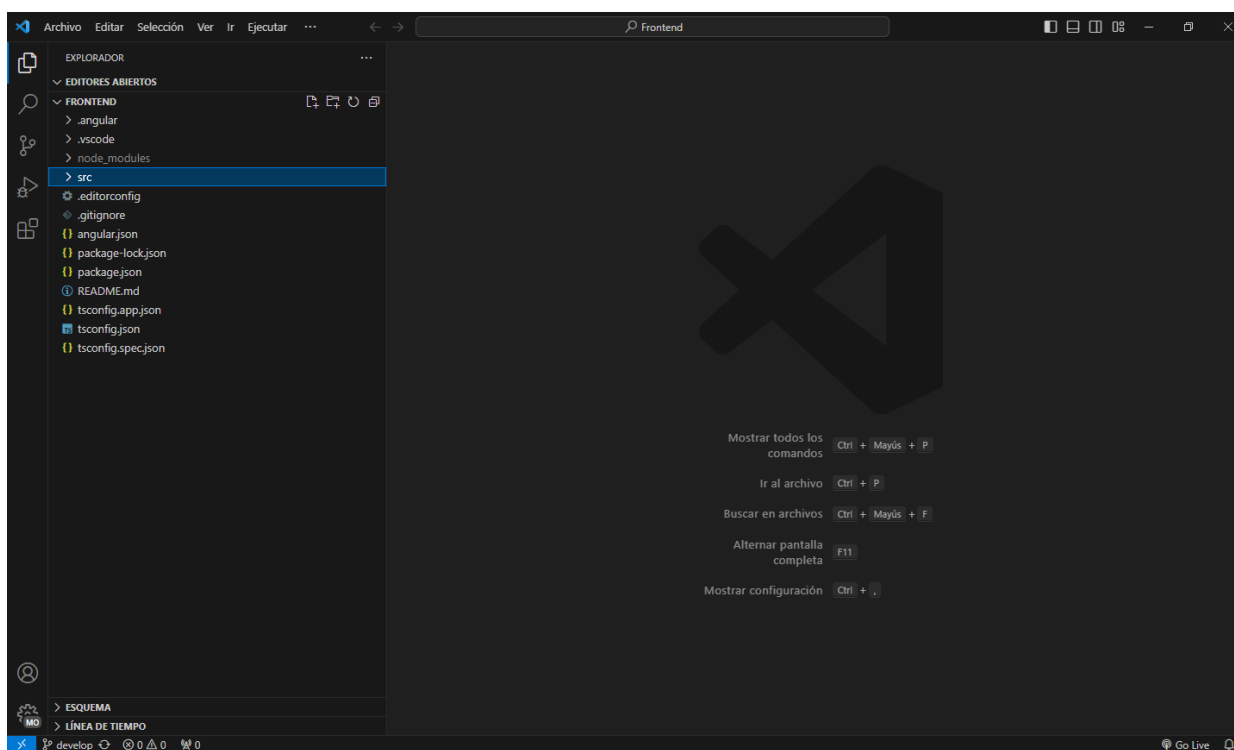 Archivo Editar Selección Ver Ir Ejecutar ··· Frontend
EXPLORADOR ···
EDITORES ABIERTOS
FRONTEND
.angular
.vscode
node_modules
src
.editorconfig
.gitignore
angular.json
package-lock.json
package.json
README.md
tsconfig.app.json
TS tsconfig.json
tsconfig.spec.json
Mostrar todos los
comandos Ctrl + Mayús + P
Ir al archivo Ctrl + P
Buscar en archivos Ctrl + Mayús + F
Alternar pantalla
completa F11
Mostrar configuración Ctrl + ,
ESQUEMA
MO
LÍNEA DE TIEMPO
develop 0 0 0 Go Live